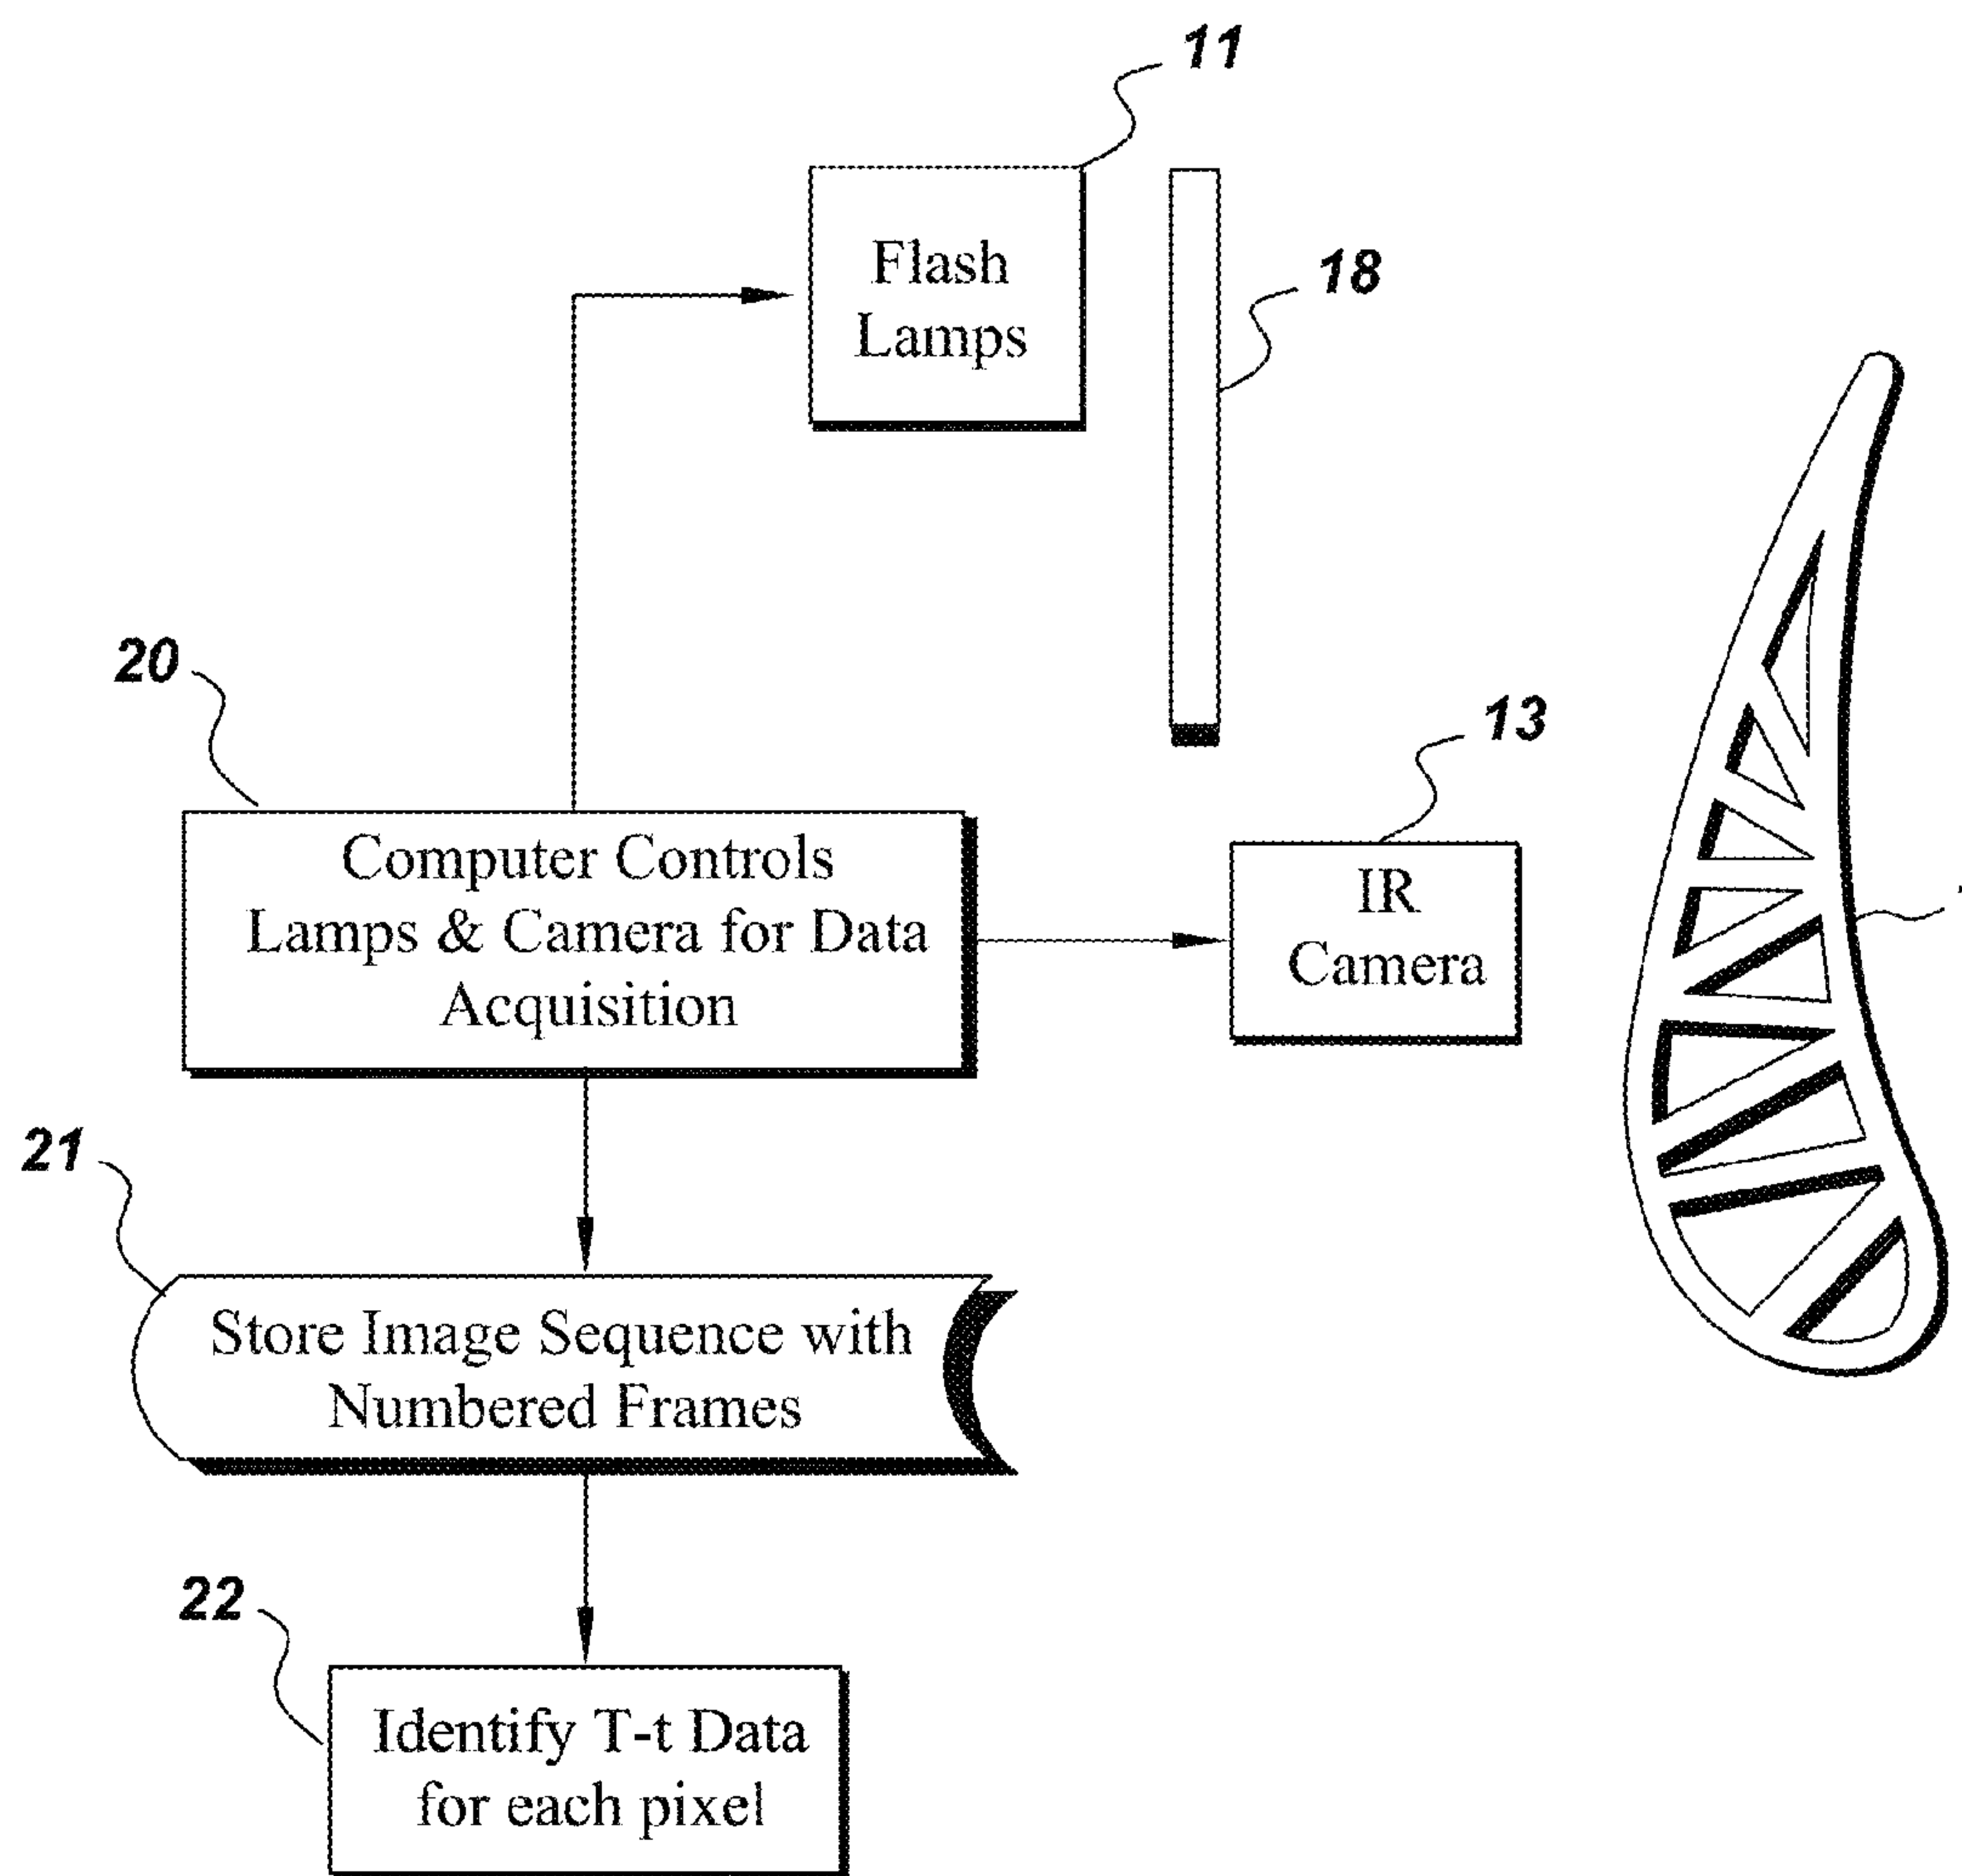 11
Flash
Lamps
18
20
13
Computer Controls
Lamps & Camera for Data
Acquisition
IR
Camera
21
Store Image Sequence with
Numbered Frames
22
Identify T-t Data
for each pixel